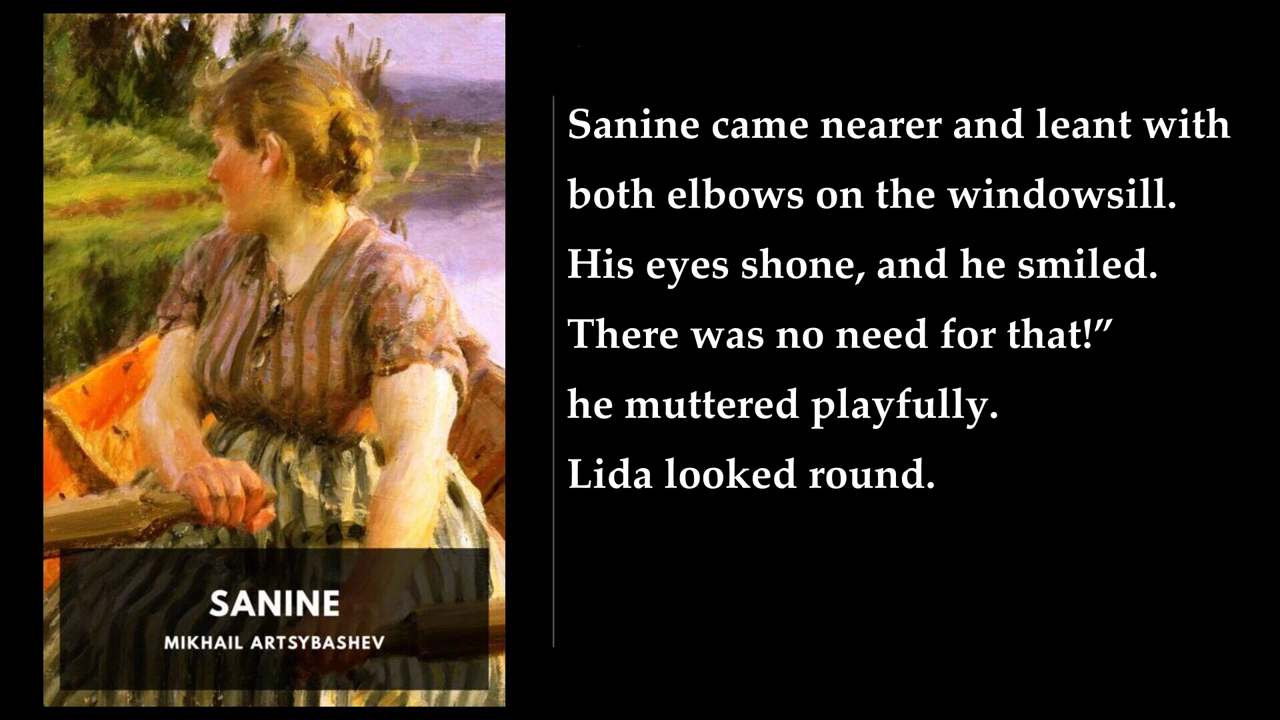 SANINE
MIKHAIL ARTSYBASHEV
Sanine came nearer and leant with
both elbows on the windowsill.
His eyes shone, and he smiled.
There was no need for that!”
he muttered playfully.
Lida looked round.